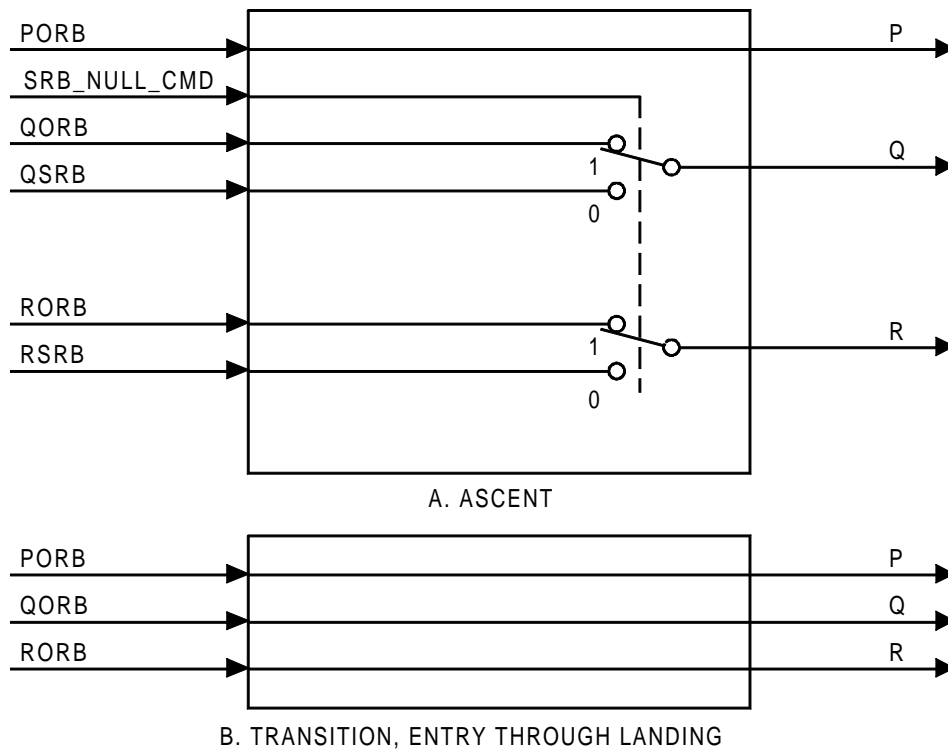 PORB
P
SRB_NULL_CMD
QORB
Q
1
QSRB
0
RORB
R
1
RSRB
0
A. ASCENT
PORB
P
QORB
Q
RORB
R
B. TRANSITION, ENTRY THROUGH LANDING